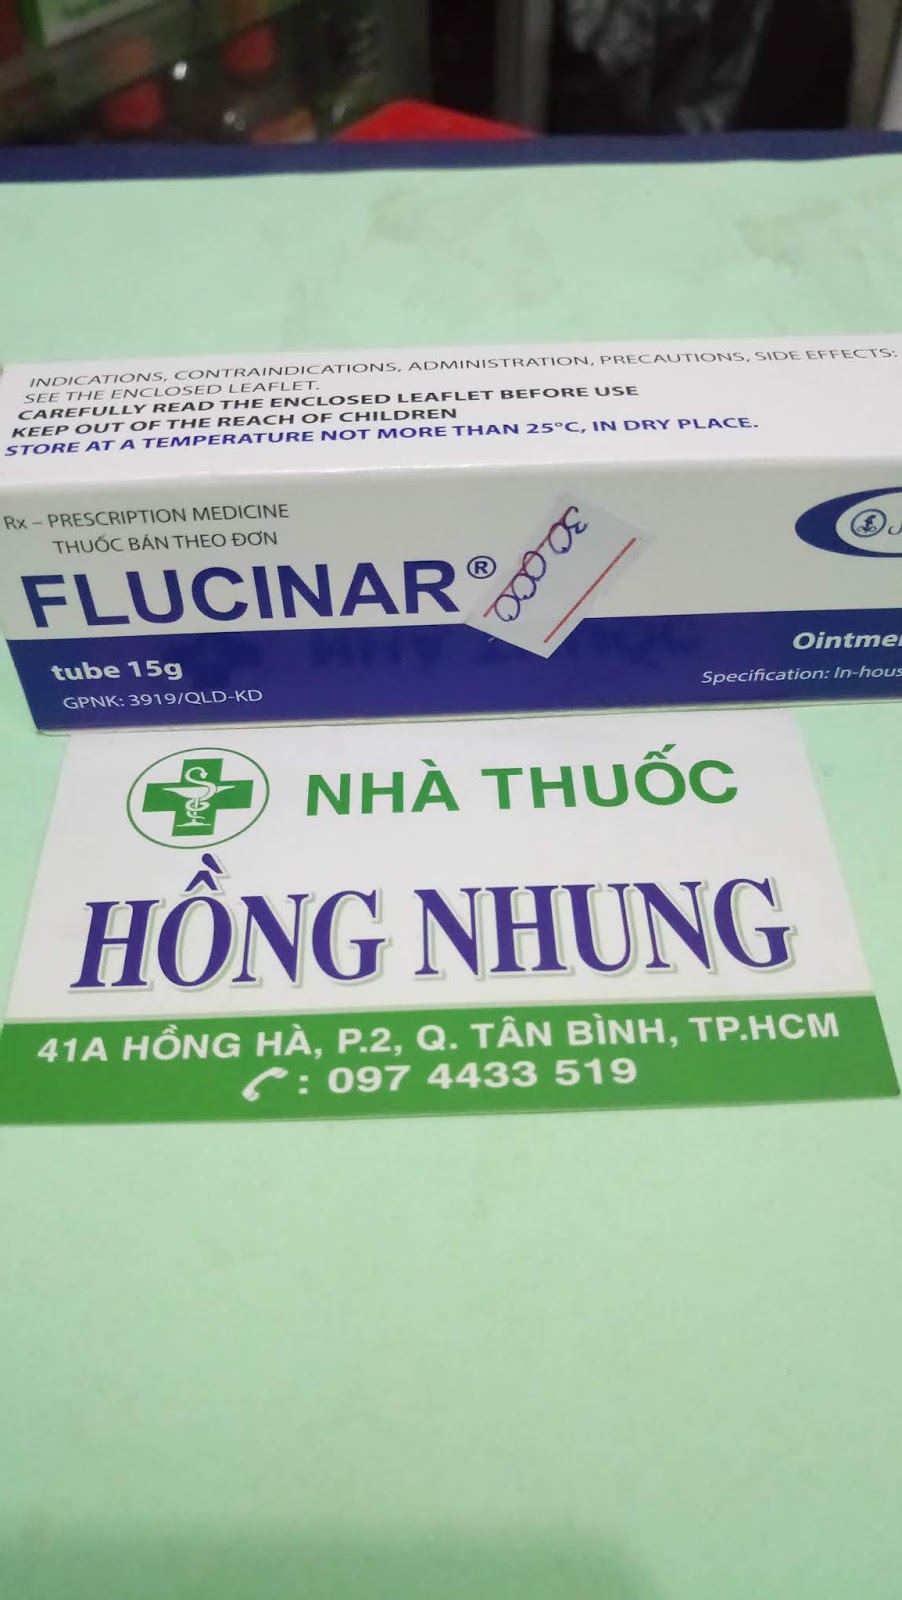 INDICATIONS, CONTRAINDICATIONS, ADMINISTRATION, PRECAUTIONS, SIDE EFFECTS:
SEE THE ENCLOSED LEAFLET.
CAREFULLY READ THE ENCLOSED LEAFLET BEFORE USE
KEEP OUT OF THE REACH OF CHILDREN
STORE AT A TEMPERATURE NOT MORE THAN 25°C, IN DRY PLACE.
Rx – PRESCRIPTION MEDICINE
THUỐC BÁN THEO ĐƠN
FLUCINAR®
30.000
tube 15g
Ointme
GPNK: 3919/QLD-KD
Specification: In-hous
NHÀ THUỐC
HỒNG NHUNG
41A HỒNG HÀ, P.2, Q. TÂN BÌNH, TP.HCM
: 097 4433 519